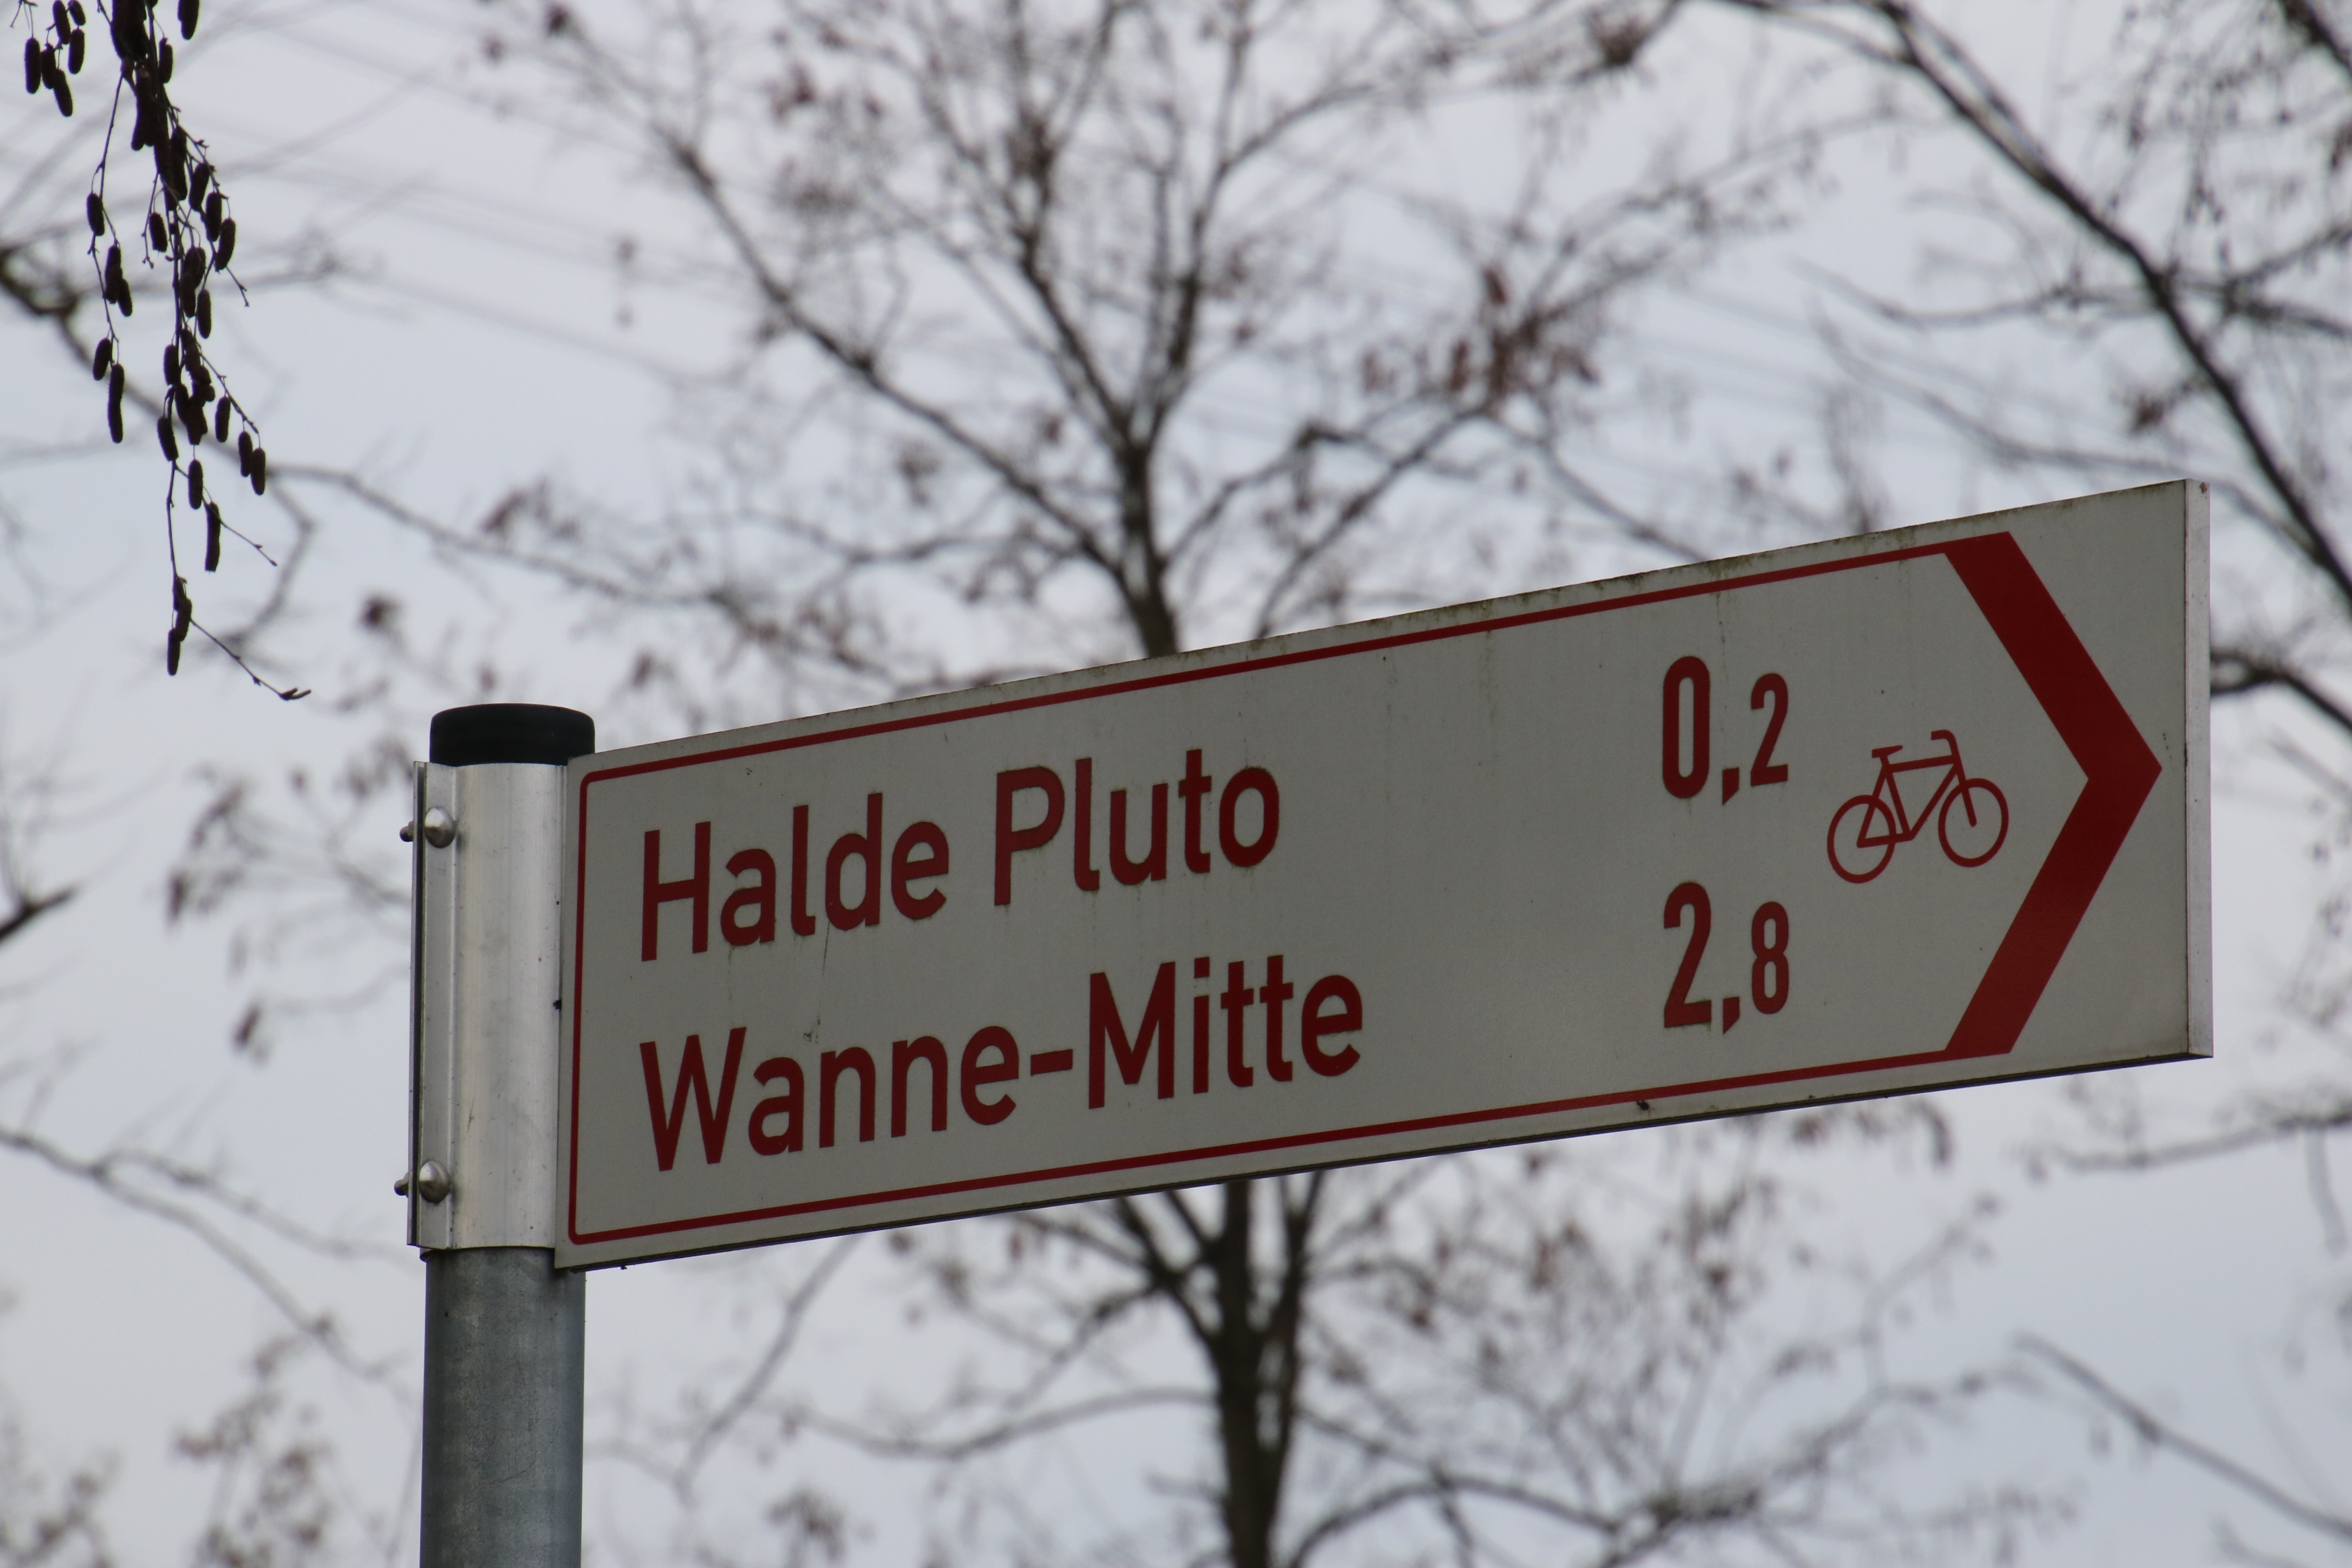 Halde Pluto 0,2
Wanne-Mitte 2,8